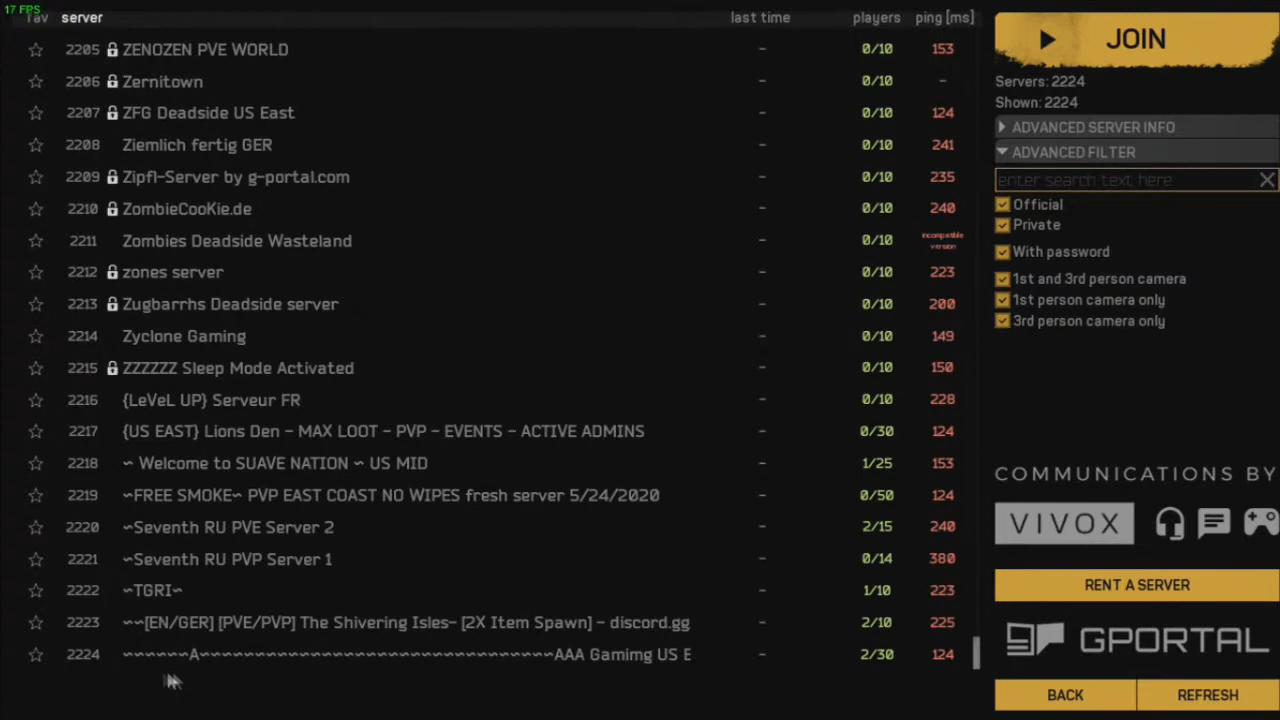 17 FPS
Fav server last time players ping [ms]
2205 ZENOZEN PVE WORLD - 0/10 153
2206 Zernitown - 0/10 -
2207 ZFG Deadside US East - 0/10 124
2208 Ziemlich fertig GER - 0/10 241
2209 Zipfl-Server by g-portal.com - 0/10 235
2210 ZombieCooKie.de - 0/10 240
2211 Zombies Deadside Wasteland - 0/10 incompatible version
2212 zones server - 0/10 223
2213 Zugbarrhs Deadside server - 0/10 200
2214 Zyclone Gaming - 0/10 149
2215 ZZZZZZ Sleep Mode Activated - 0/10 150
2216 {LeVeL UP} Serveur FR - 0/10 228
2217 {US EAST} Lions Den - MAX LOOT - PVP - EVENTS - ACTIVE ADMINS - 0/30 124
2218 ~ Welcome to SUAVE NATION ~ US MID - 1/25 153
2219 ~FREE SMOKE~ PVP EAST COAST NO WIPES fresh server 5/24/2020 - 0/50 124
2220 ~Seventh RU PVE Server 2 - 2/15 240
2221 ~Seventh RU PVP Server 1 - 0/14 380
2222 ~TGRI~ - 1/10 223
2223 ~~[EN/GER] [PVE/PVP] The Shivering Isles- [2X Item Spawn] - discord.gg - 2/10 225
2224 ~~~~~~A~~~~~~~~~~~~~~~~~~~~~~~~~~~~~~~~AAA Gamimg US E - 2/30 124
JOIN
Servers: 2224
Shown: 2224
ADVANCED SERVER INFO
ADVANCED FILTER
enter search text here
Official
Private
With password
1st and 3rd person camera
1st person camera only
3rd person camera only
COMMUNICATIONS BY
VIVOX
RENT A SERVER
GPORTAL
BACK REFRESH